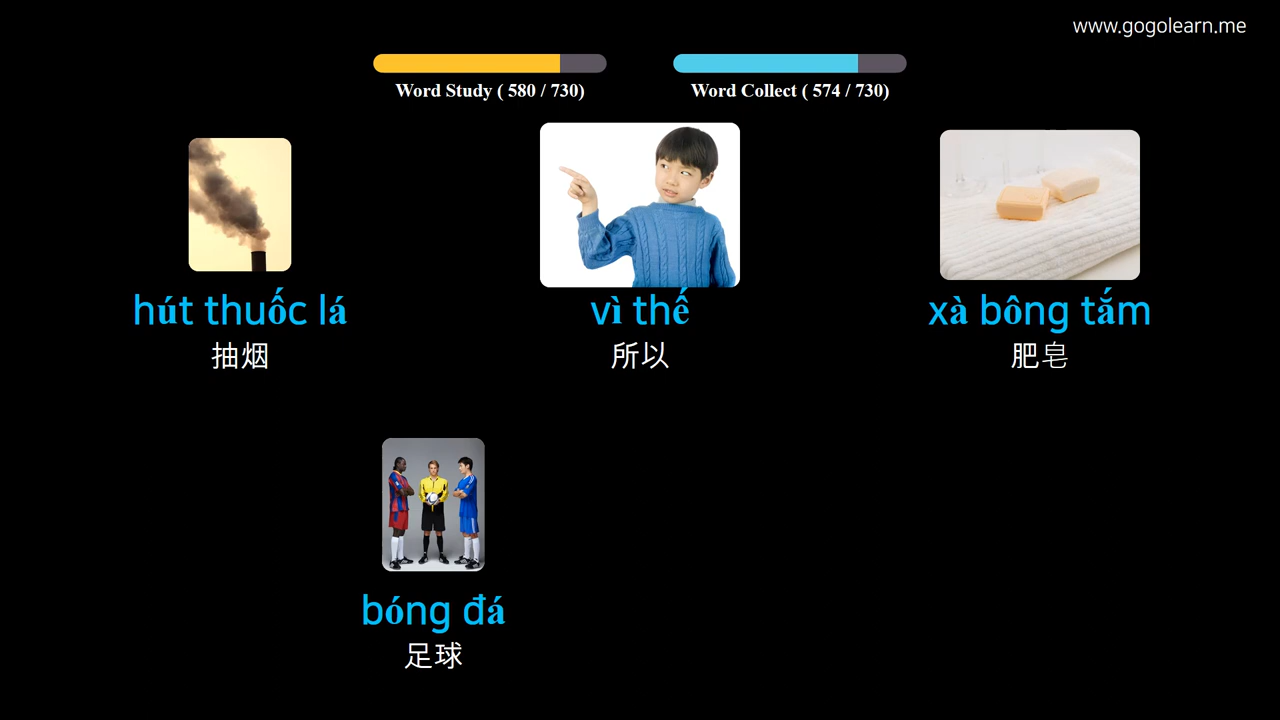 www.gogolearn.me
Word Study ( 580 / 730)
Word Collect ( 574 / 730)
hút thuốc lá
抽烟
vì thế
所以
xà bông tắm
肥皂
bóng đá
足球